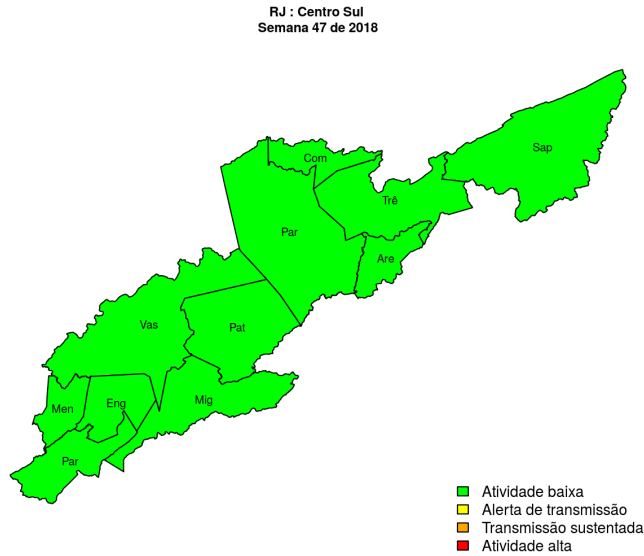 RJ : Centro Sul
Semana 47 de 2018
Sap
Com
Trê
Par
Are
Vas
Pat
Mig
Eng
Men
Par
Atividade baixa
Alerta de transmissão
Transmissão sustentada
Atividade alta